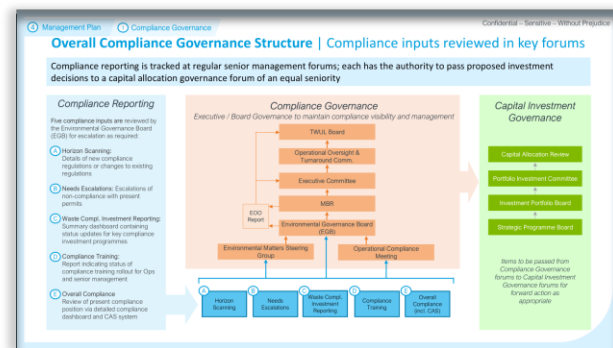 4 Management Plan 1 Compliance Governance
Confidential – Sensitive – Without Prejudice
Overall Compliance Governance Structure | Compliance inputs reviewed in key forums
Compliance reporting is tracked at regular senior management forums; each has the authority to pass proposed investment
decisions to a capital allocation governance forum of an equal seniority
Compliance Reporting
Five compliance inputs are reviewed
by the Environmental Governance Board
(EGB) for escalation as required:
A Horizon Scanning:
Details of new compliance
regulations or changes to existing
regulations
B Needs Escalations: Escalations of
non-compliance with present
permits
C Waste Compl. Investment Reporting:
Summary dashboard containing
status updates for key compliance
investment programmes
D Compliance Training:
Report indicating status of
compliance training rollout for Ops
and senior management
E Overall Compliance
Review of present compliance
position via detailed compliance
dashboard and CAS system
Compliance Governance
Executive / Board Governance to maintain compliance visibility and management
TWUL Board
Operational Oversight &
Turnaround Comm.
Executive Committee
MBR
EOO
Report
Environmental Governance Board
(EGB)
Environmental Matters Steering
Group
Operational Compliance
Meeting
A
Horizon
Scanning
B
Needs
Escalations
C
Waste Compl.
Investment
Reporting
D
Compliance
Training
E
Overall
Compliance
(incl. CAS)
Capital Investment
Governance
Capital Allocation Review
Portfolio Investment Committee
Investment Portfolio Board
Strategic Programme Board
Items to be passed from
Compliance Governance
forums to Capital Investment
Governance forums for
forward action as
appropriate